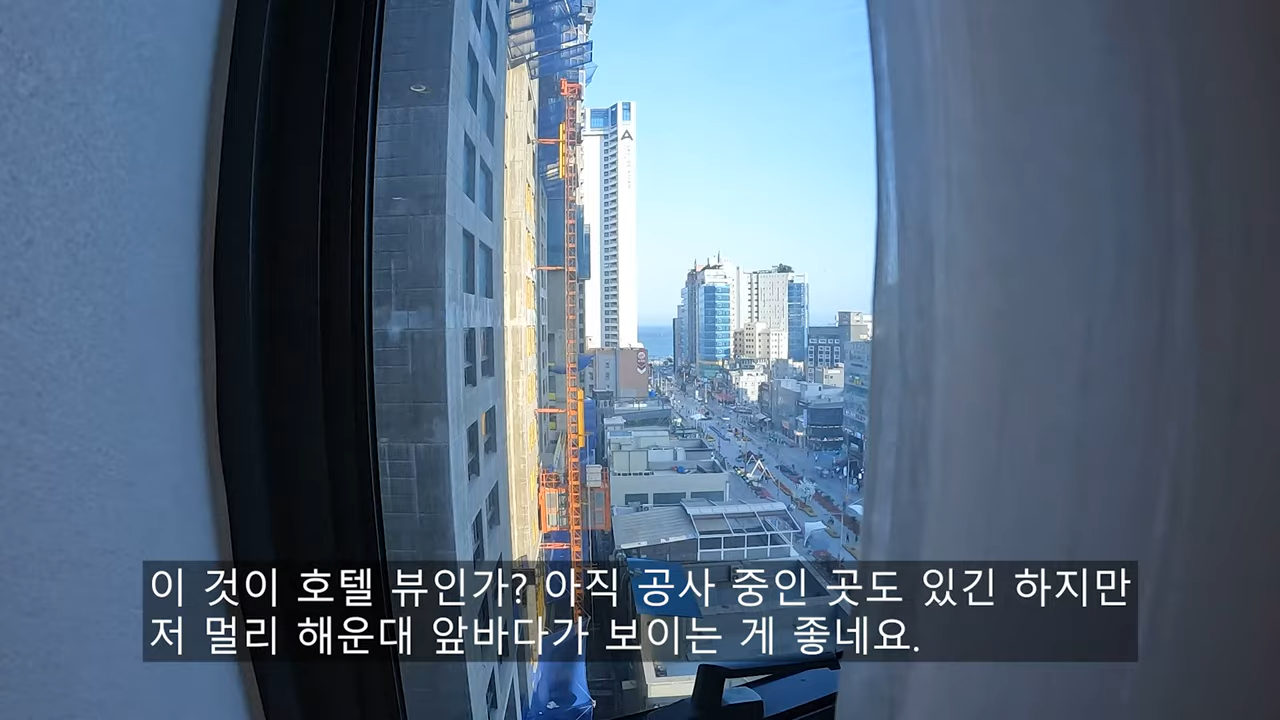 이 것이 호텔 뷰인가? 아직 공사 중인 곳도 있긴 하지만
저 멀리 해운대 앞바다가 보이는 게 좋네요.